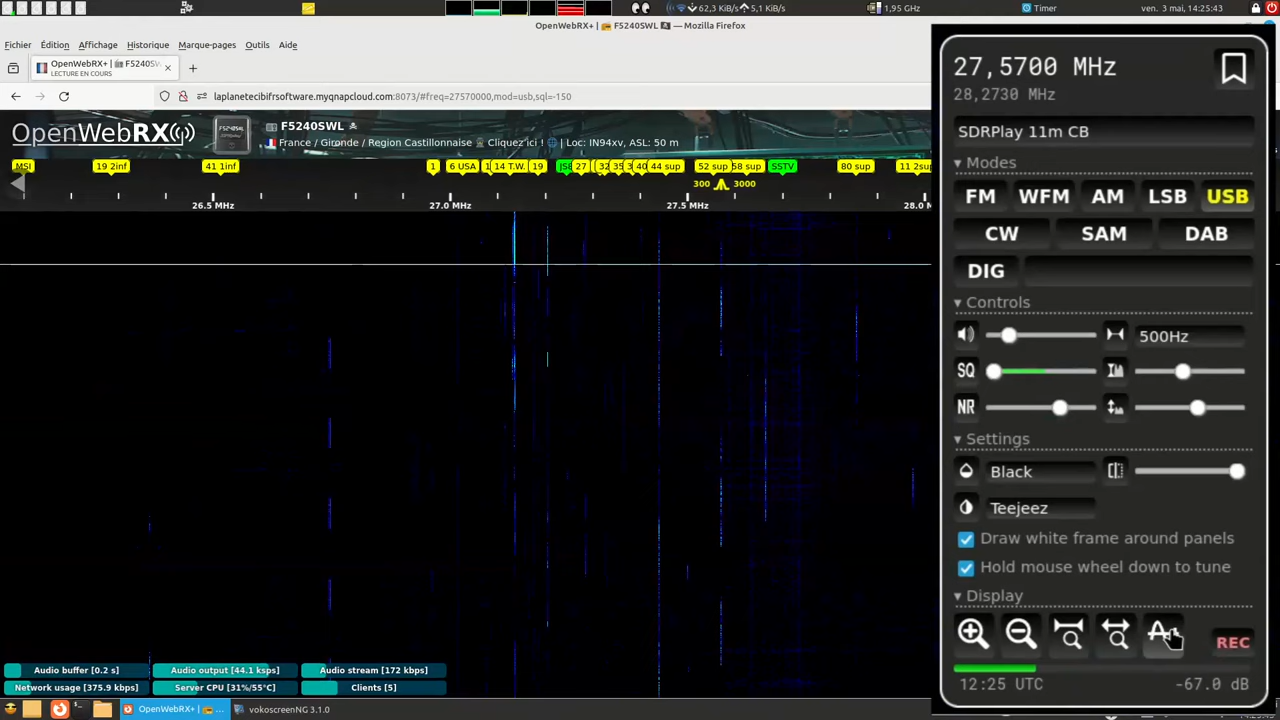 62,3 KiB/s 5,1 KiB/s
1,95 GHz
Timer
ven. 3 mai, 14:25:43
OpenWebRX+ | F5240SWL — Mozilla Firefox
Fichier Édition Affichage Historique Marque-pages Outils Aide
OpenWebRX+ | F5240SW
LECTURE EN COURS
laplanetecibifrsoftware.myqnapcloud.com:8073/#freq=27570000,mod=usb,sql=-150
OpenWebRX
F5240SWL
France / Gironde / Region Castillonnaise Cliquez ici ! | Loc: IN94xv, ASL: 50 m
MSI 19 2inf 41 1inf 1 6 USA 14 T.W. 19 27 44 sup 52 sup 58 sup SSTV 80 sup 11 2sup
300 3000
26.5 MHz 27.0 MHz 27.5 MHz 28.0 M
27,5700 MHz
28,2730 MHz
SDRPlay 11m CB
Modes
FM WFM AM LSB USB
CW SAM DAB
DIG
Controls
500Hz
SQ
NR
Settings
Black
Teejeez
Draw white frame around panels
Hold mouse wheel down to tune
Display
REC
12:25 UTC -67.0 dB
Audio buffer [0.2 s] Audio output [44.1 ksps] Audio stream [172 kbps]
Network usage [375.9 kbps] Server CPU [31%/55°C] Clients [5]
OpenWebRX+ | vokoscreenNG 3.1.0